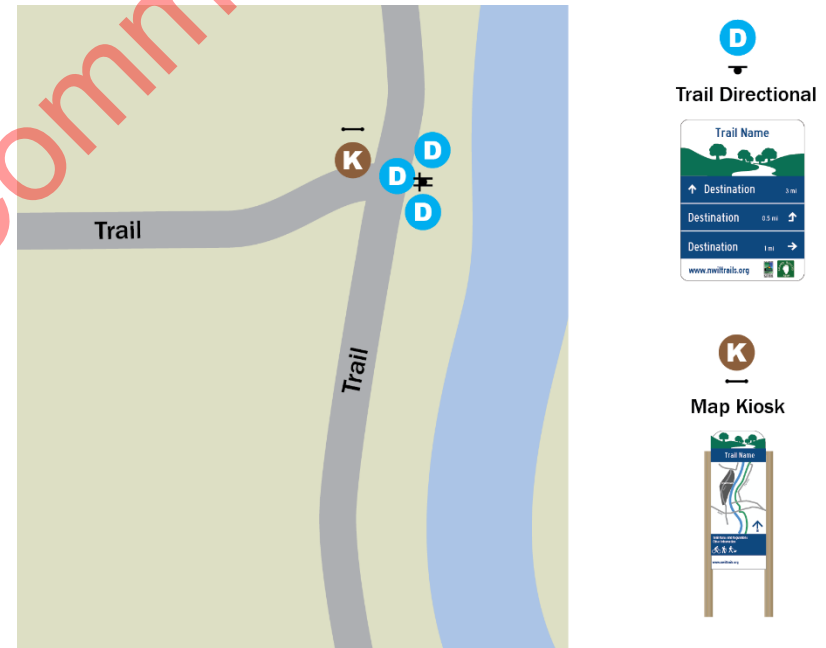 comm
D
Trail Directional
Trail Name
Destination 3 mi
Destination 0.5 mi
Destination 1 mi
www.nwiltrails.org
K
D
D
D
Trail
Trail
K
Map Kiosk
Trail Name